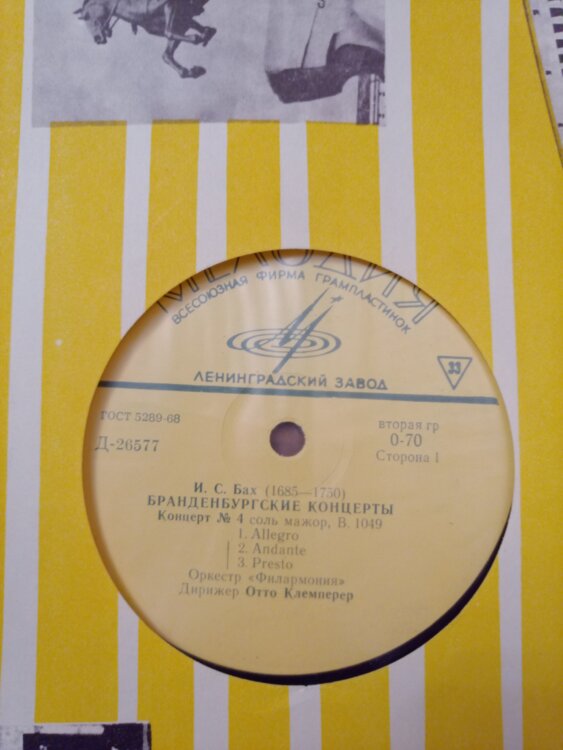 МЕЛОДИЯ
ВСЕСОЮЗНАЯ ФИРМА ГРАМПЛАСТИНОК
ЛЕНИНГРАДСКИЙ ЗАВОД
33
ГОСТ 5289-68
Д-26577
вторая гр
0-70
Сторона 1
И. С. Бах (1685—1750)
БРАНДЕНБУРГСКИЕ КОНЦЕРТЫ
Концерт № 4 соль мажор, В. 1049
1. Allegro
2. Andante
3. Presto
Оркестр «Филармония»
Дирижер Отто Клемперер